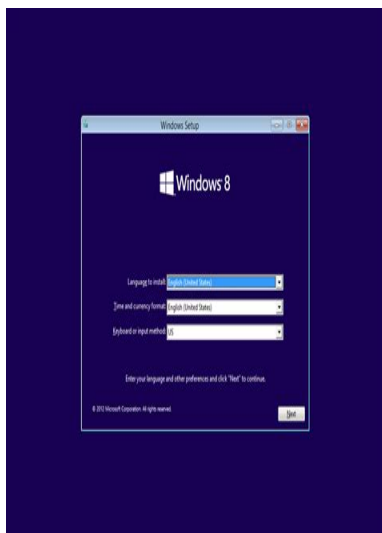 Windows Setup
Windows 8
Language to install: English (United States)
Time and currency format: English (United States)
Keyboard or input method: US
Enter your language and other preferences and click "Next" to continue.
© 2012 Microsoft Corporation. All rights reserved.
Next